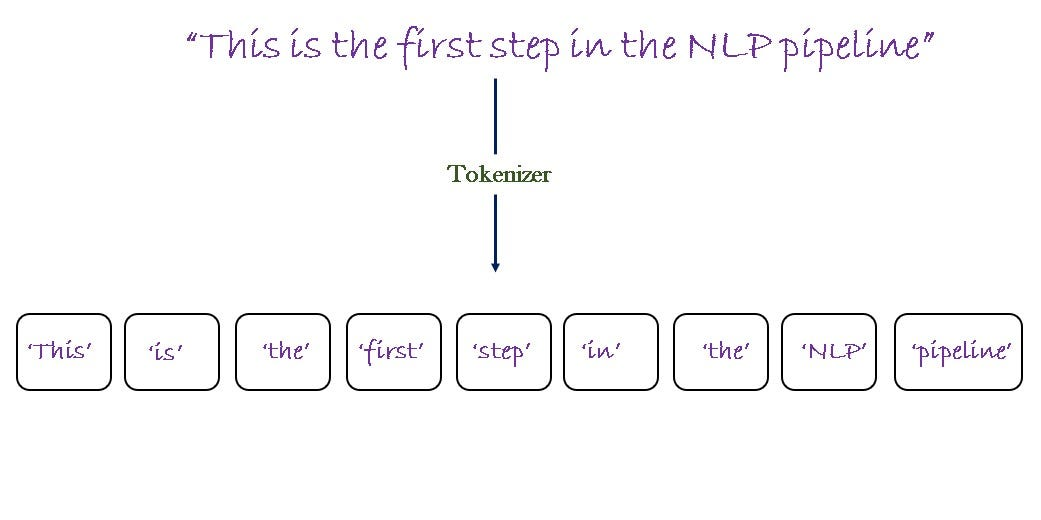 “This is the first step in the NLP pipeline”
Tokenizer
‘This’ ‘is’ ‘the’ ‘first’ ‘step’ ‘in’ ‘the’ ‘NLP’ ‘pipeline’